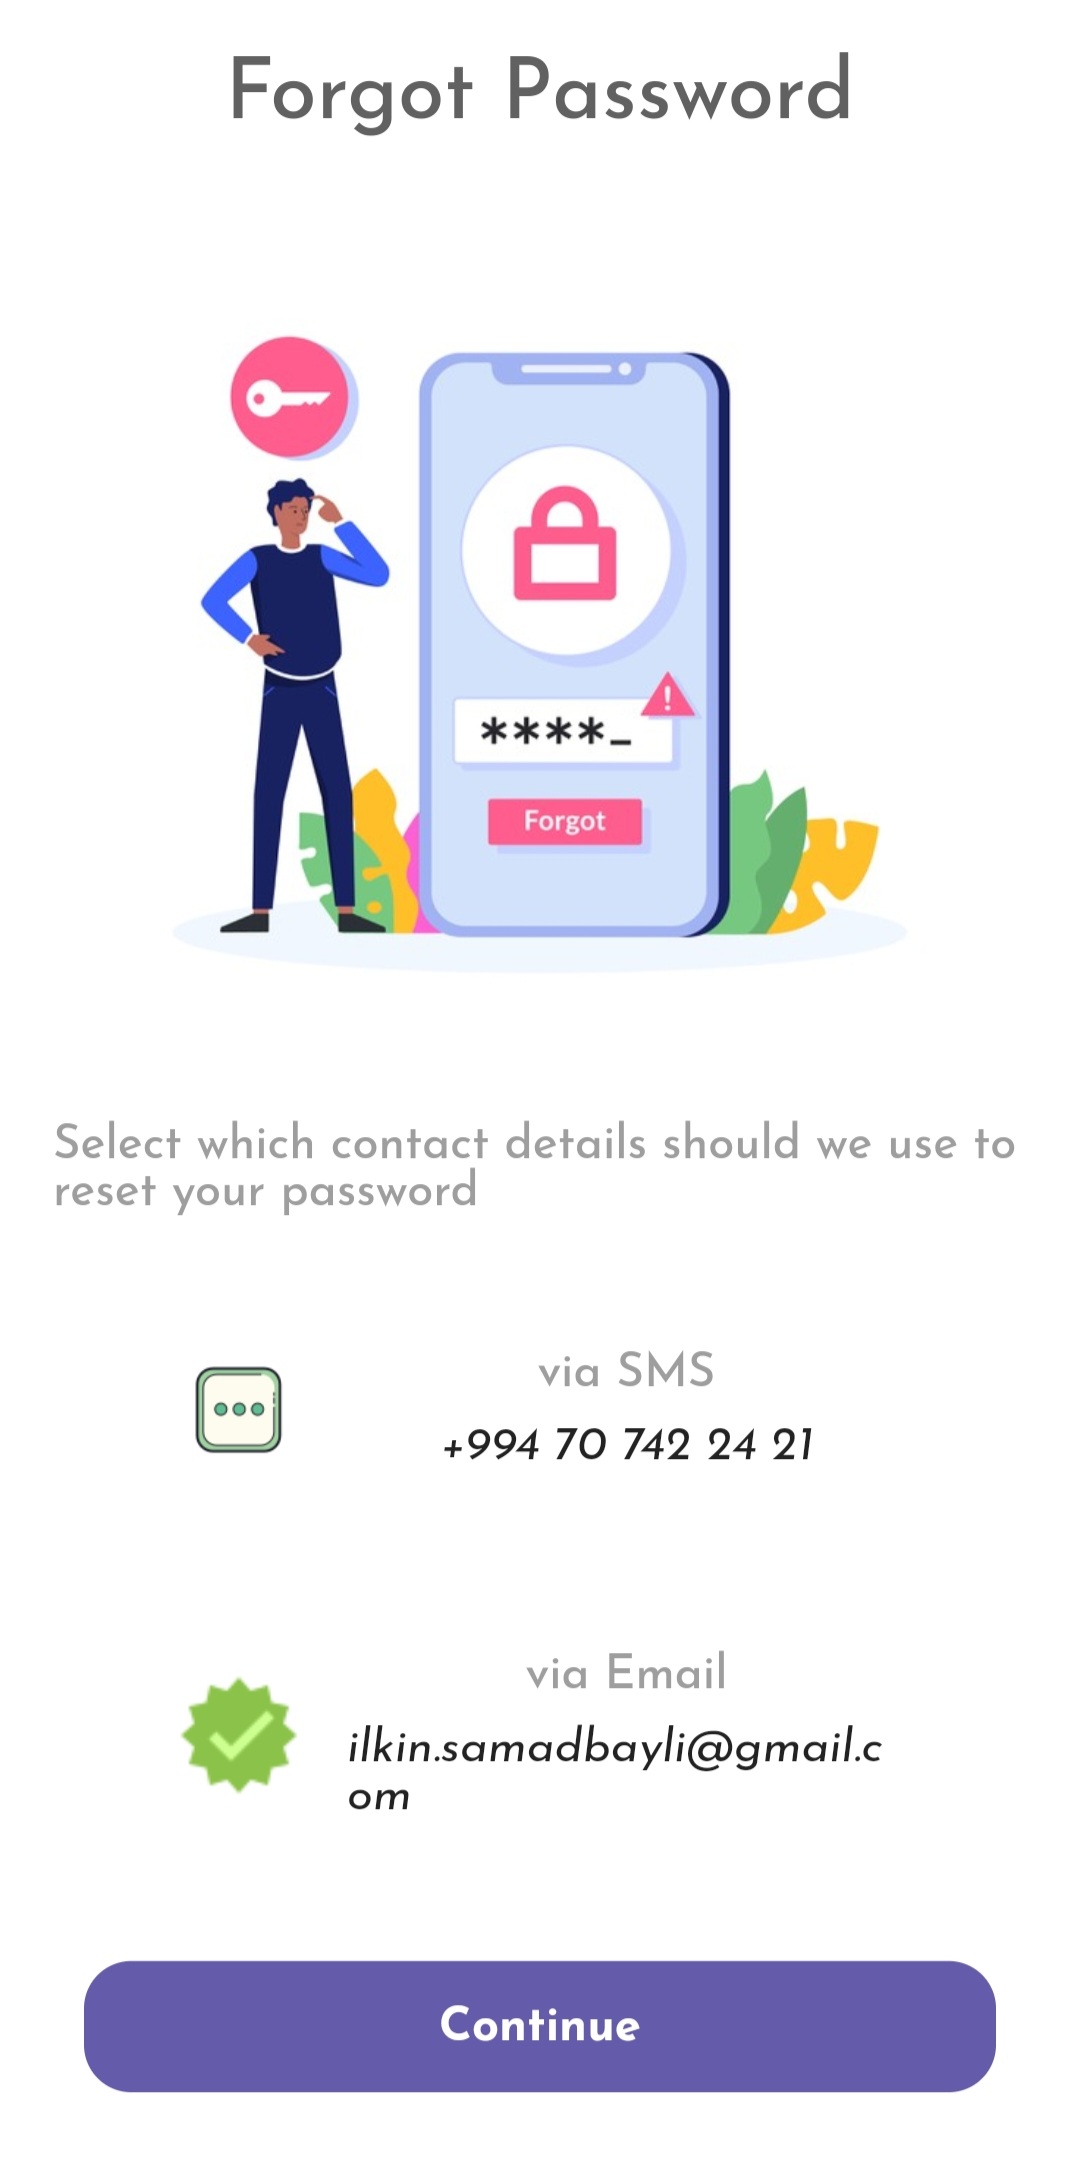 Forgot Password
****_
Forgot
Select which contact details should we use to
reset your password
via SMS
+994 70 742 24 21
via Email
ilkin.samadbayli@gmail.c
om
Continue